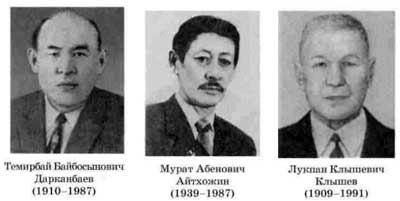 Темирбай Байбосынович
Дарканбаев
(1910–1987)
Мурат Абенович
Айтхожин
(1939–1987)
Лукпан Клышевич
Клышев
(1909–1991)